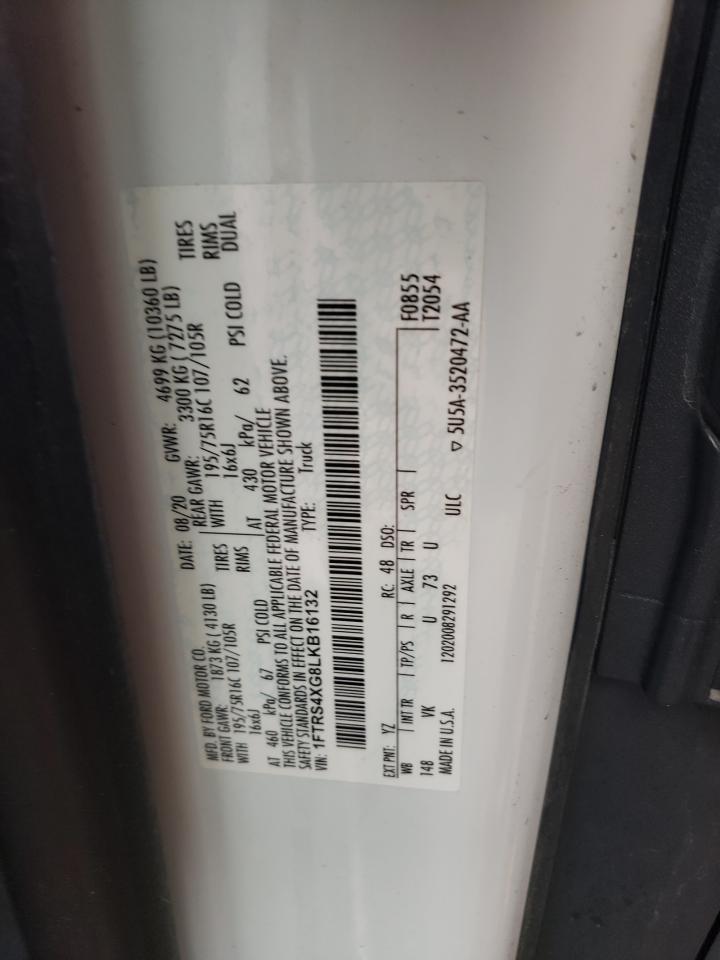 MFD. BY FORD MOTOR CO.
DATE: 08/20 GVWR: 4699 KG (10360 LB)
FRONT GAWR: 1873 KG ( 4130 LB)
REAR GAWR: 3300 KG ( 7275 LB)
WITH 195/75R16C 107/105R TIRES
WITH 195/75R16C 107/105R TIRES
16x6J RIMS
16x6J RIMS
AT 460 kPa/ 67 PSI COLD
AT 430 kPa/ 62 PSI COLD DUAL
THIS VEHICLE CONFORMS TO ALL APPLICABLE FEDERAL MOTOR VEHICLE
SAFETY STANDARDS IN EFFECT ON THE DATE OF MANUFACTURE SHOWN ABOVE.
VIN: 1FTRS4XG8LKB16132 TYPE: Truck
EXT PNT: YZ RC: 48 DSO:
WB INT TR TP/PS R AXLE TR SPR F0855
148 VK U 73 U T2054
MADE IN U.S.A. 1202008291292 ULC ▽ 5U5A-3520472-AA